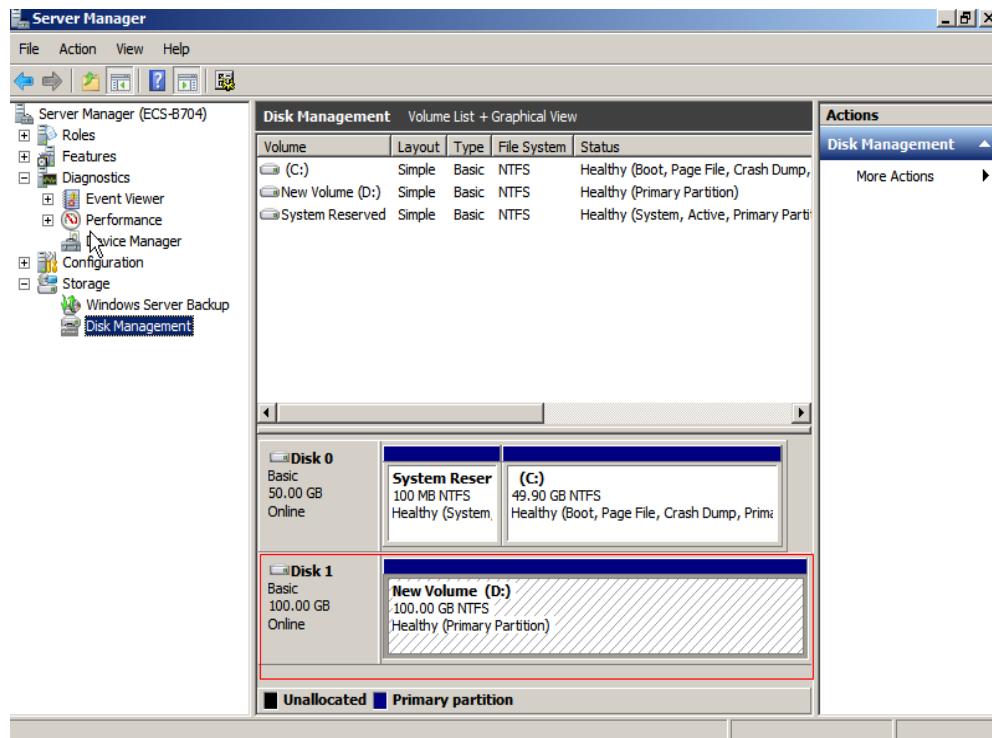 Server Manager
File Action View Help
Server Manager (ECS-B704)
Roles
Features
Diagnostics
Event Viewer
Performance
Device Manager
Configuration
Storage
Windows Server Backup
Disk Management
Disk Management Volume List + Graphical View
Volume Layout Type File System Status
(C:) Simple Basic NTFS Healthy (Boot, Page File, Crash Dump,
New Volume (D:) Simple Basic NTFS Healthy (Primary Partition)
System Reserved Simple Basic NTFS Healthy (System, Active, Primary Parti
Disk 0
Basic
50.00 GB
Online
System Reser
100 MB NTFS
Healthy (System,
(C:)
49.90 GB NTFS
Healthy (Boot, Page File, Crash Dump, Prima
Disk 1
Basic
100.00 GB
Online
New Volume (D:)
100.00 GB NTFS
Healthy (Primary Partition)
Unallocated Primary partition
Actions
Disk Management
More Actions